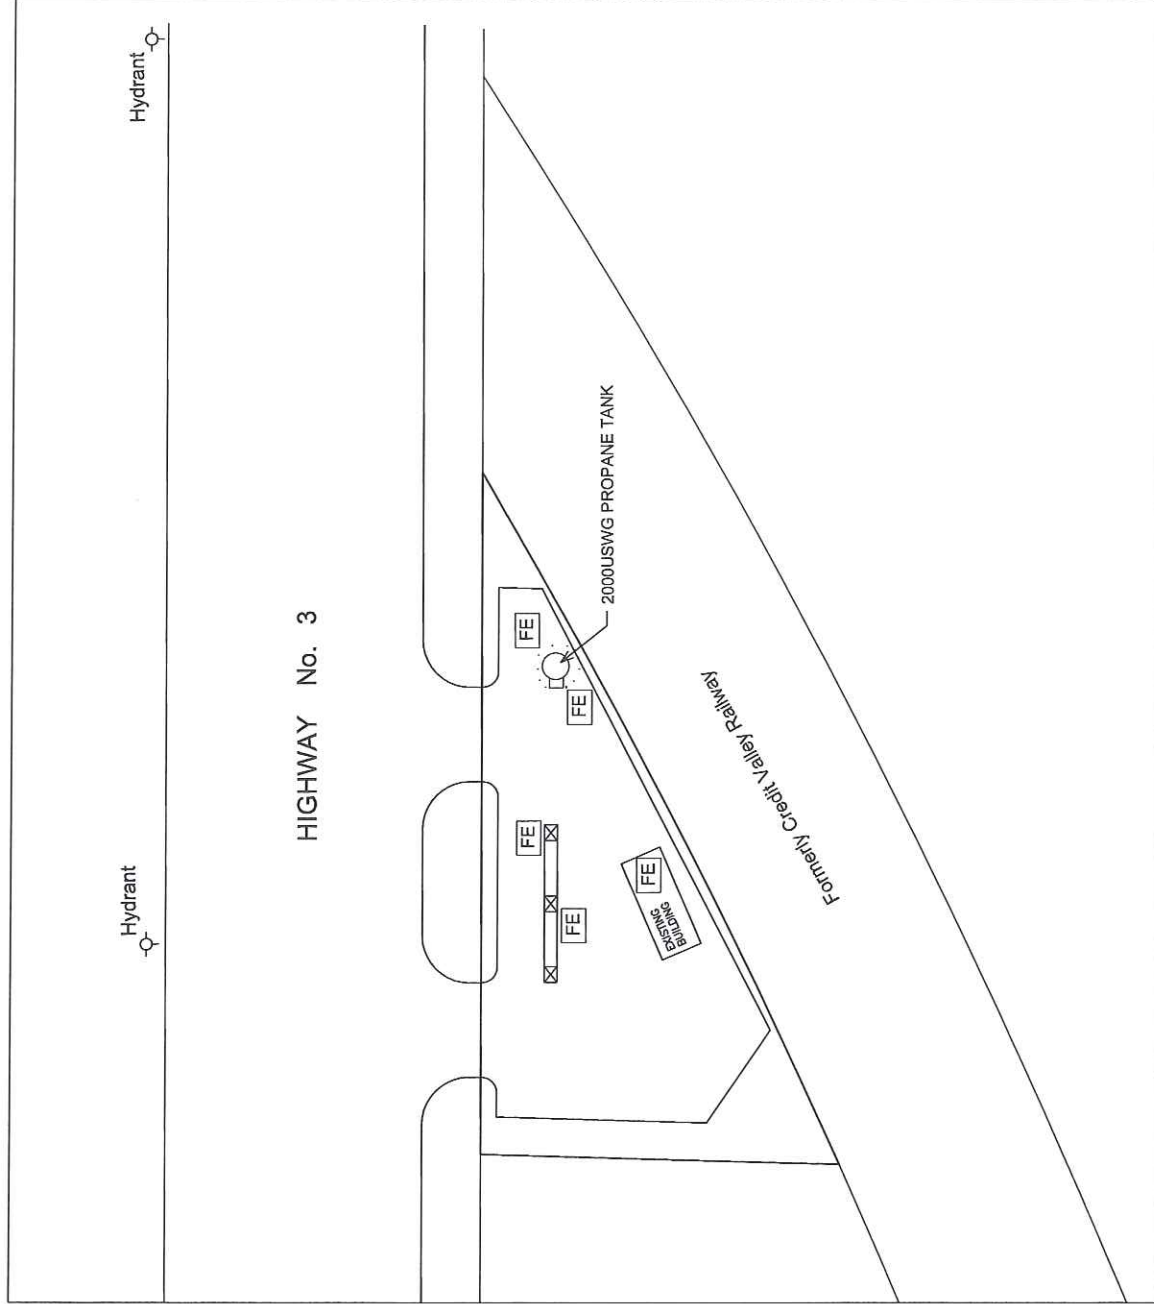 Hydrant
Hydrant
HIGHWAY No. 3
FE
2000USWG PROPANE TANK
FE
FE
FE
FE
EXISTING
BUILDING
Formerly Credit Valley Railway